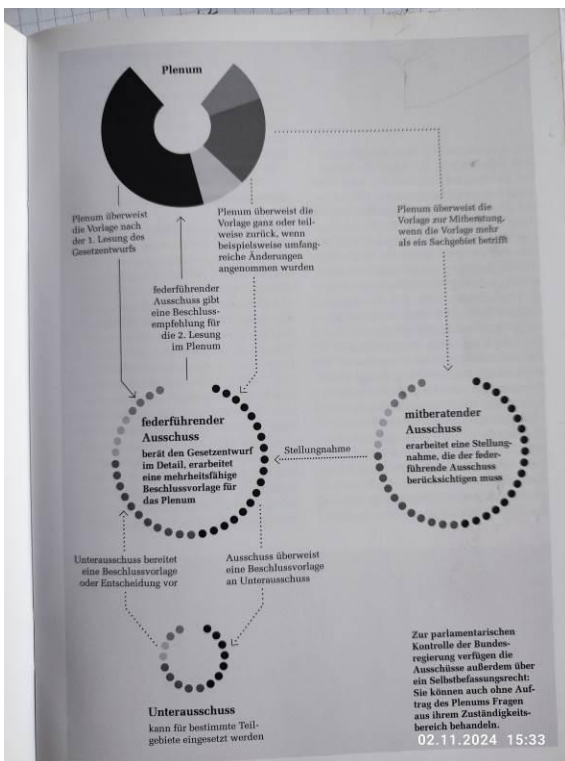 Plenum
Plenum überweist
die Vorlage nach
der 1. Lesung des
Gesetzentwurfs
Plenum überweist die
Vorlage ganz oder teil-
weise zurück, wenn
beispielsweise umfang-
reiche Änderungen
angenommen wurden
Plenum überweist die
Vorlage zur Mitberatung,
wenn die Vorlage mehr
als ein Sachgebiet betrifft
federführender
Ausschuss gibt
eine Beschluss-
empfehlung für
die 2. Lesung
im Plenum
federführender
Ausschuss
berät den Gesetzentwurf
im Detail, erarbeitet
eine mehrheitsfähige
Beschlussvorlage für
das Plenum
Stellungnahme
mitberatender
Ausschuss
erarbeitet eine Stellung-
nahme, die der feder-
führende Ausschuss
berücksichtigen muss
Unterausschuss bereitet
eine Beschlussvorlage
oder Entscheidung vor
Ausschuss überweist
eine Beschlussvorlage
an Unterausschuss
Unterausschuss
kann für bestimmte Teil-
gebiete eingesetzt werden
Zur parlamentarischen
Kontrolle der Bundes-
regierung verfügen die
Ausschüsse außerdem über
ein Selbstbefassungsrecht:
Sie können auch ohne Auf-
trag des Plenums Fragen
aus ihrem Zuständigkeits-
bereich behandeln.
02.11.2024 15:33